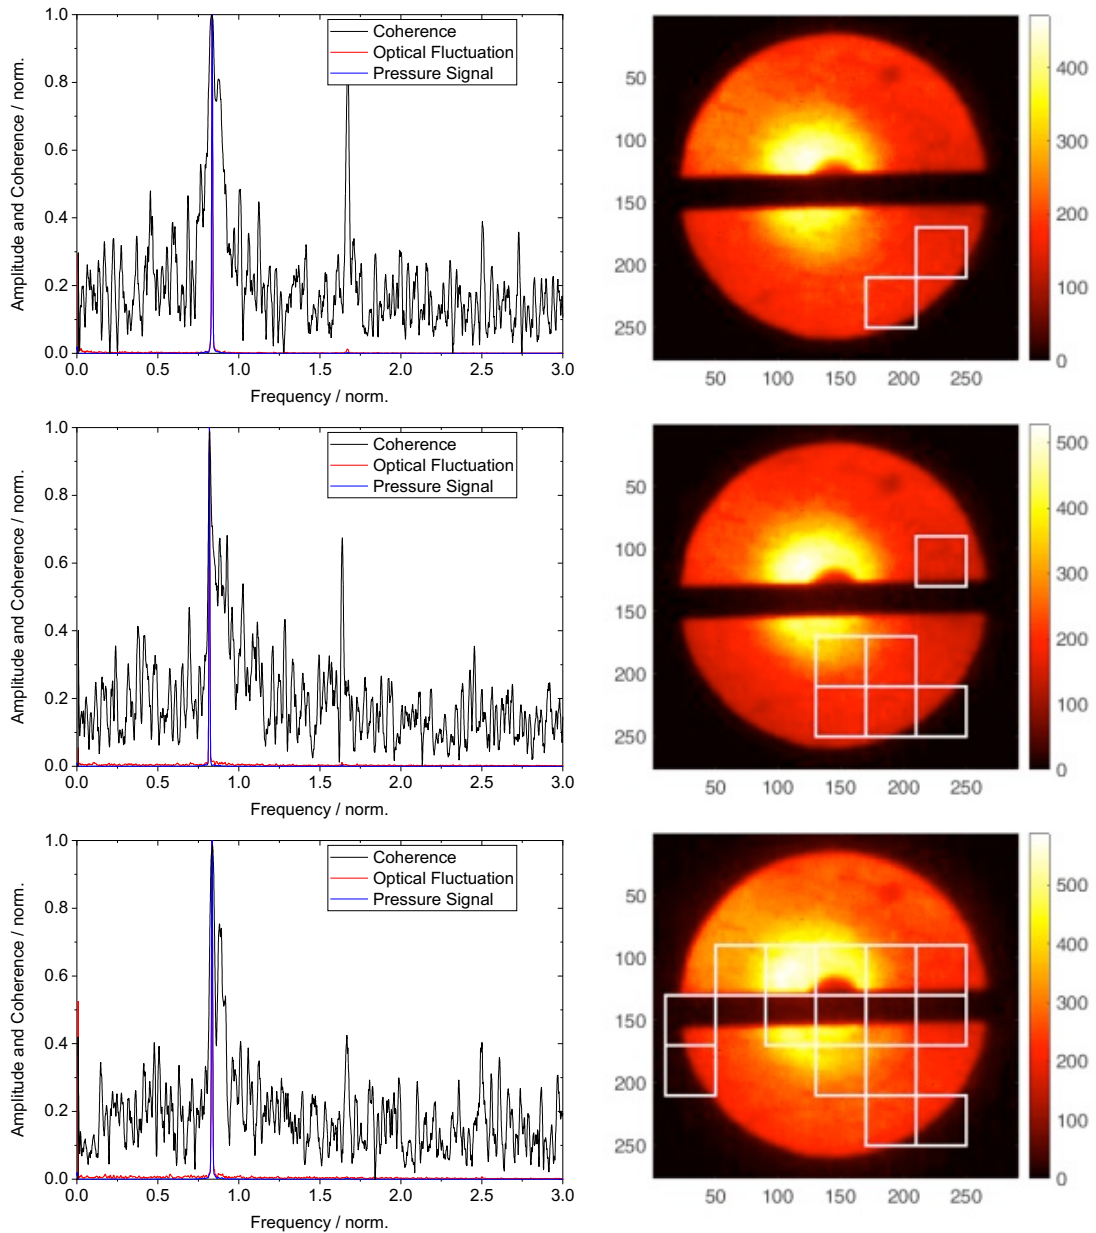 Amplitude and Coherence / norm.
1.0
0.8
0.6
0.4
0.2
0.0
0.0 0.5 1.0 1.5 2.0 2.5 3.0
Frequency / norm.
Coherence
Optical Fluctuation
Pressure Signal
50
100
150
200
250
50 100 150 200 250
400
300
200
100
0
Amplitude and Coherence / norm.
1.0
0.8
0.6
0.4
0.2
0.0
0.0 0.5 1.0 1.5 2.0 2.5 3.0
Frequency / norm.
Coherence
Optical Fluctuation
Pressure Signal
50
100
150
200
250
50 100 150 200 250
500
400
300
200
100
0
Amplitude and Coherence / norm.
1.0
0.8
0.6
0.4
0.2
0.0
0.0 0.5 1.0 1.5 2.0 2.5 3.0
Frequency / norm.
Coherence
Optical Fluctuation
Pressure Signal
50
100
150
200
250
50 100 150 200 250
500
400
300
200
100
0